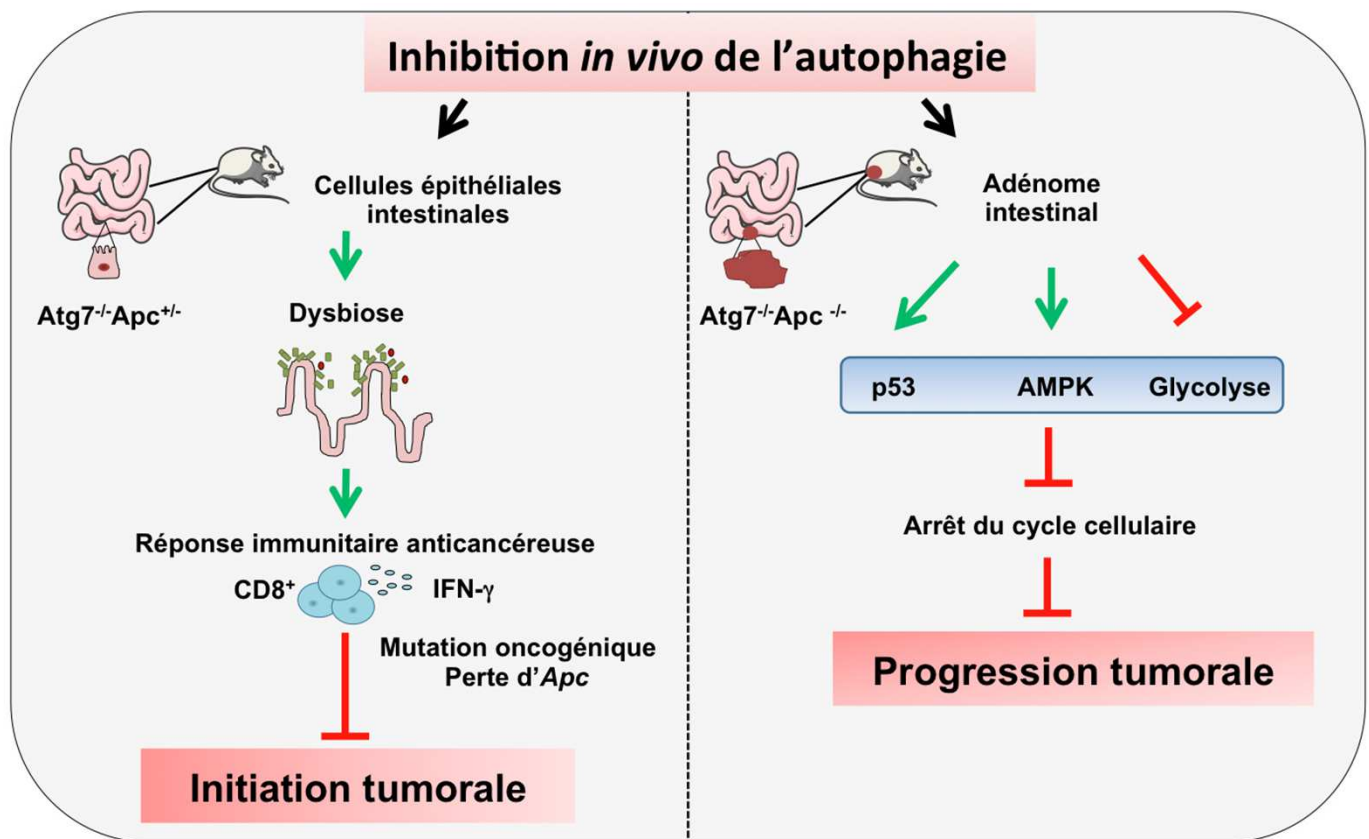 Inhibition in vivo de l’autophagie
Cellules épithéliales
intestinales
Atg7-/-Apc+/-
Dysbiose
Réponse immunitaire anticancéreuse
CD8+
IFN-γ
Mutation oncogénique
Perte d’Apc
Initiation tumorale
Adénome
intestinal
Atg7-/-Apc -/-
p53 AMPK Glycolyse
Arrêt du cycle cellulaire
Progression tumorale